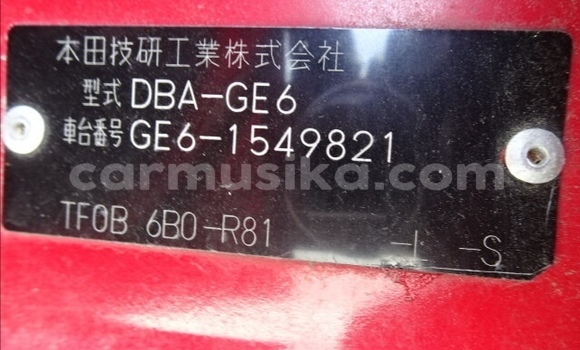 本田技研工業株式会社
型式 DBA-GE6
車台番号 GE6-1549821
carmusika.com
TF0B 6B0-R81 -L -S